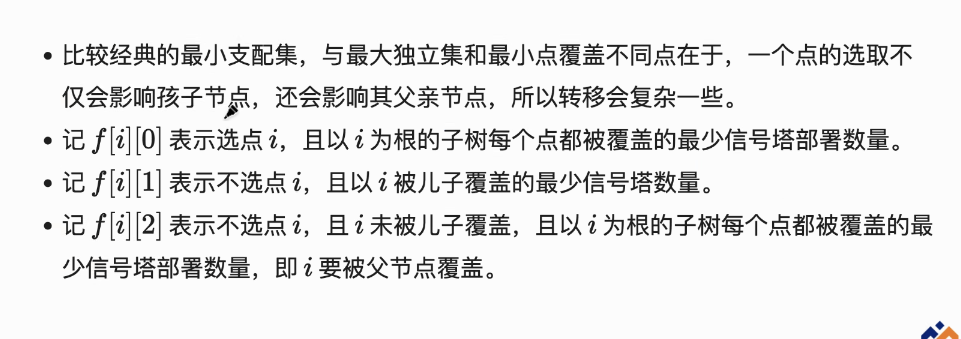 • 比较经典的最小支配集，与最大独立集和最小点覆盖不同点在于，一个点的选取不
仅会影响孩子节点，还会影响其父亲节点，所以转移会复杂一些。
• 记 f[i][0] 表示选点 i，且以 i 为根的子树每个点都被覆盖的最少信号塔部署数量。
• 记 f[i][1] 表示不选点 i，且以 i 被儿子覆盖的最少信号塔数量。
• 记 f[i][2] 表示不选点 i，且 i 未被儿子覆盖，且以 i 为根的子树每个点都被覆盖的最
少信号塔部署数量，即 i 要被父节点覆盖。